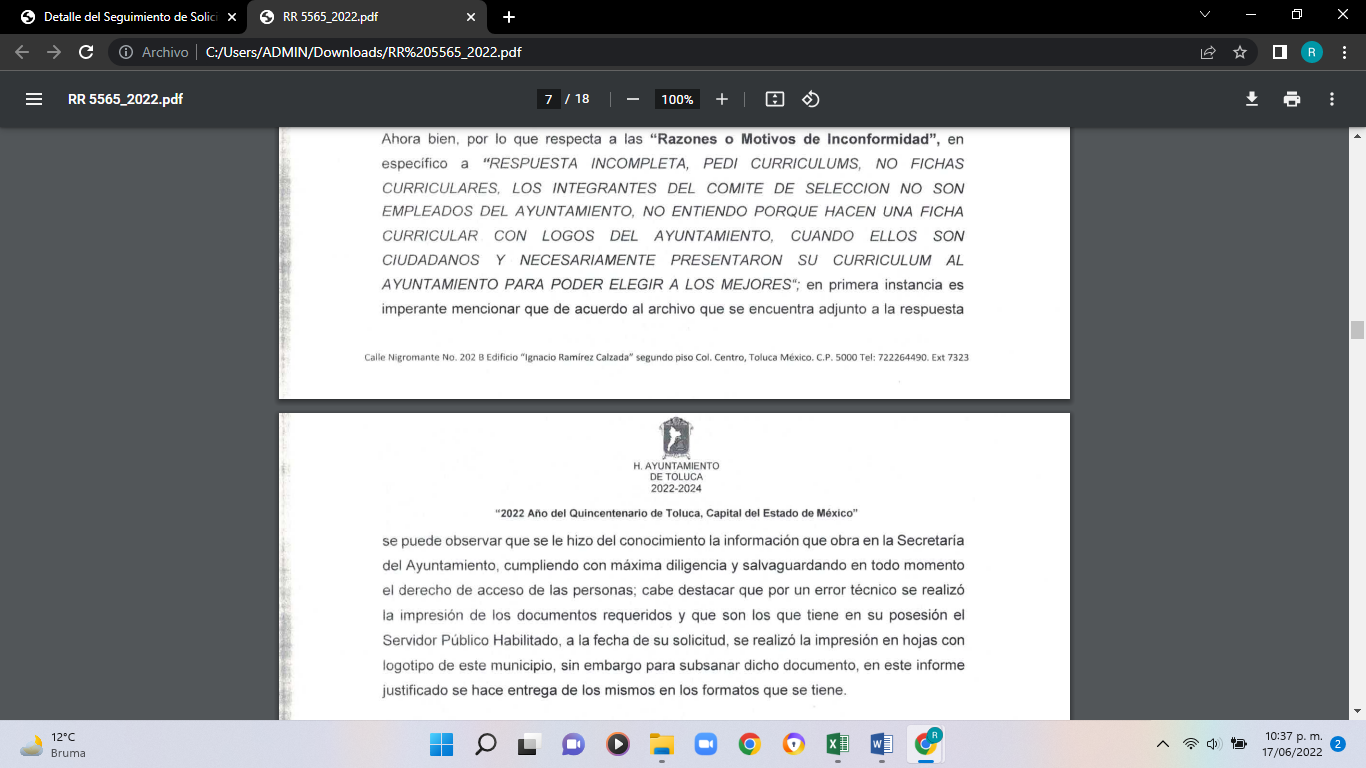 Detalle del Seguimiento de Solici
RR 5565_2022.pdf
Archivo
C:/Users/ADMIN/Downloads/RR%205565_2022.pdf
R
RR 5565_2022.pdf
7 / 18
100%
Ahora bien, por lo que respecta a las “Razones o Motivos de Inconformidad”, en
específico a “RESPUESTA INCOMPLETA, PEDI CURRICULUMS, NO FICHAS
CURRICULARES, LOS INTEGRANTES DEL COMITE DE SELECCION NO SON
EMPLEADOS DEL AYUNTAMIENTO, NO ENTIENDO PORQUE HACEN UNA FICHA
CURRICULAR CON LOGOS DEL AYUNTAMIENTO, CUANDO ELLOS SON
CIUDADANOS Y NECESARIAMENTE PRESENTARON SU CURRICULUM AL
AYUNTAMIENTO PARA PODER ELEGIR A LOS MEJORES“; en primera instancia es
imperante mencionar que de acuerdo al archivo que se encuentra adjunto a la respuesta
Calle Nigromante No. 202 B Edificio “Ignacio Ramírez Calzada” segundo piso Col. Centro, Toluca México. C.P. 5000 Tel: 722264490. Ext 7323
H. AYUNTAMIENTO
DE TOLUCA
2022-2024
“2022 Año del Quincentenario de Toluca, Capital del Estado de México”
se puede observar que se le hizo del conocimiento la información que obra en la Secretaría
del Ayuntamiento, cumpliendo con máxima diligencia y salvaguardando en todo momento
el derecho de acceso de las personas; cabe destacar que por un error técnico se realizó
la impresión de los documentos requeridos y que son los que tiene en su posesión el
Servidor Público Habilitado, a la fecha de su solicitud, se realizó la impresión en hojas con
logotipo de este municipio, sin embargo para subsanar dicho documento, en este informe
justificado se hace entrega de los mismos en los formatos que se tiene.
12°C
Bruma
R
10:37 p. m.
17/06/2022
2